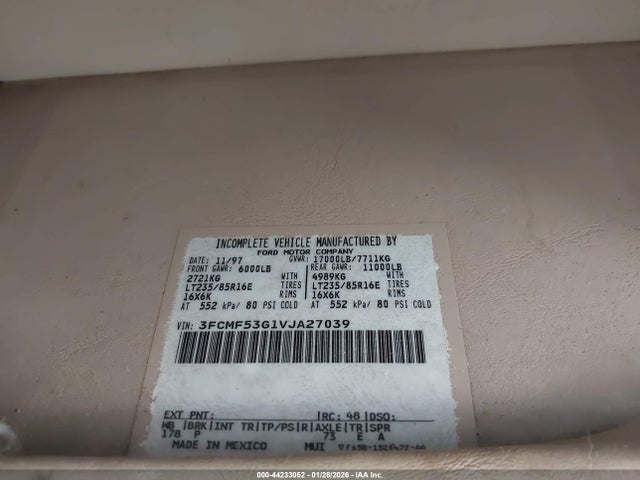 INCOMPLETE VEHICLE MANUFACTURED BY
FORD MOTOR COMPANY
DATE: 11/97 GVWR: 17000LB/7711KG
FRONT GAWR: 6000LB REAR GAWR: 11000LB
2721KG WITH 4989KG WITH
LT235/85R16E TIRES LT235/85R16E TIRES
16X6K RIMS 16X6K RIMS
AT 552 kPa/ 80 PSI COLD AT 552 kPa/ 80 PSI COLD
VIN: 3FCMF53G1VJA27039
EXT PNT: |RC: 48 |DSO:
WB |BRK|INT TR|TP/PS|R|AXLE|TR|SPR
178 P 73 E A
MADE IN MEXICO MUI
000-44233052 - 01/28/2026 - © IAA Inc.